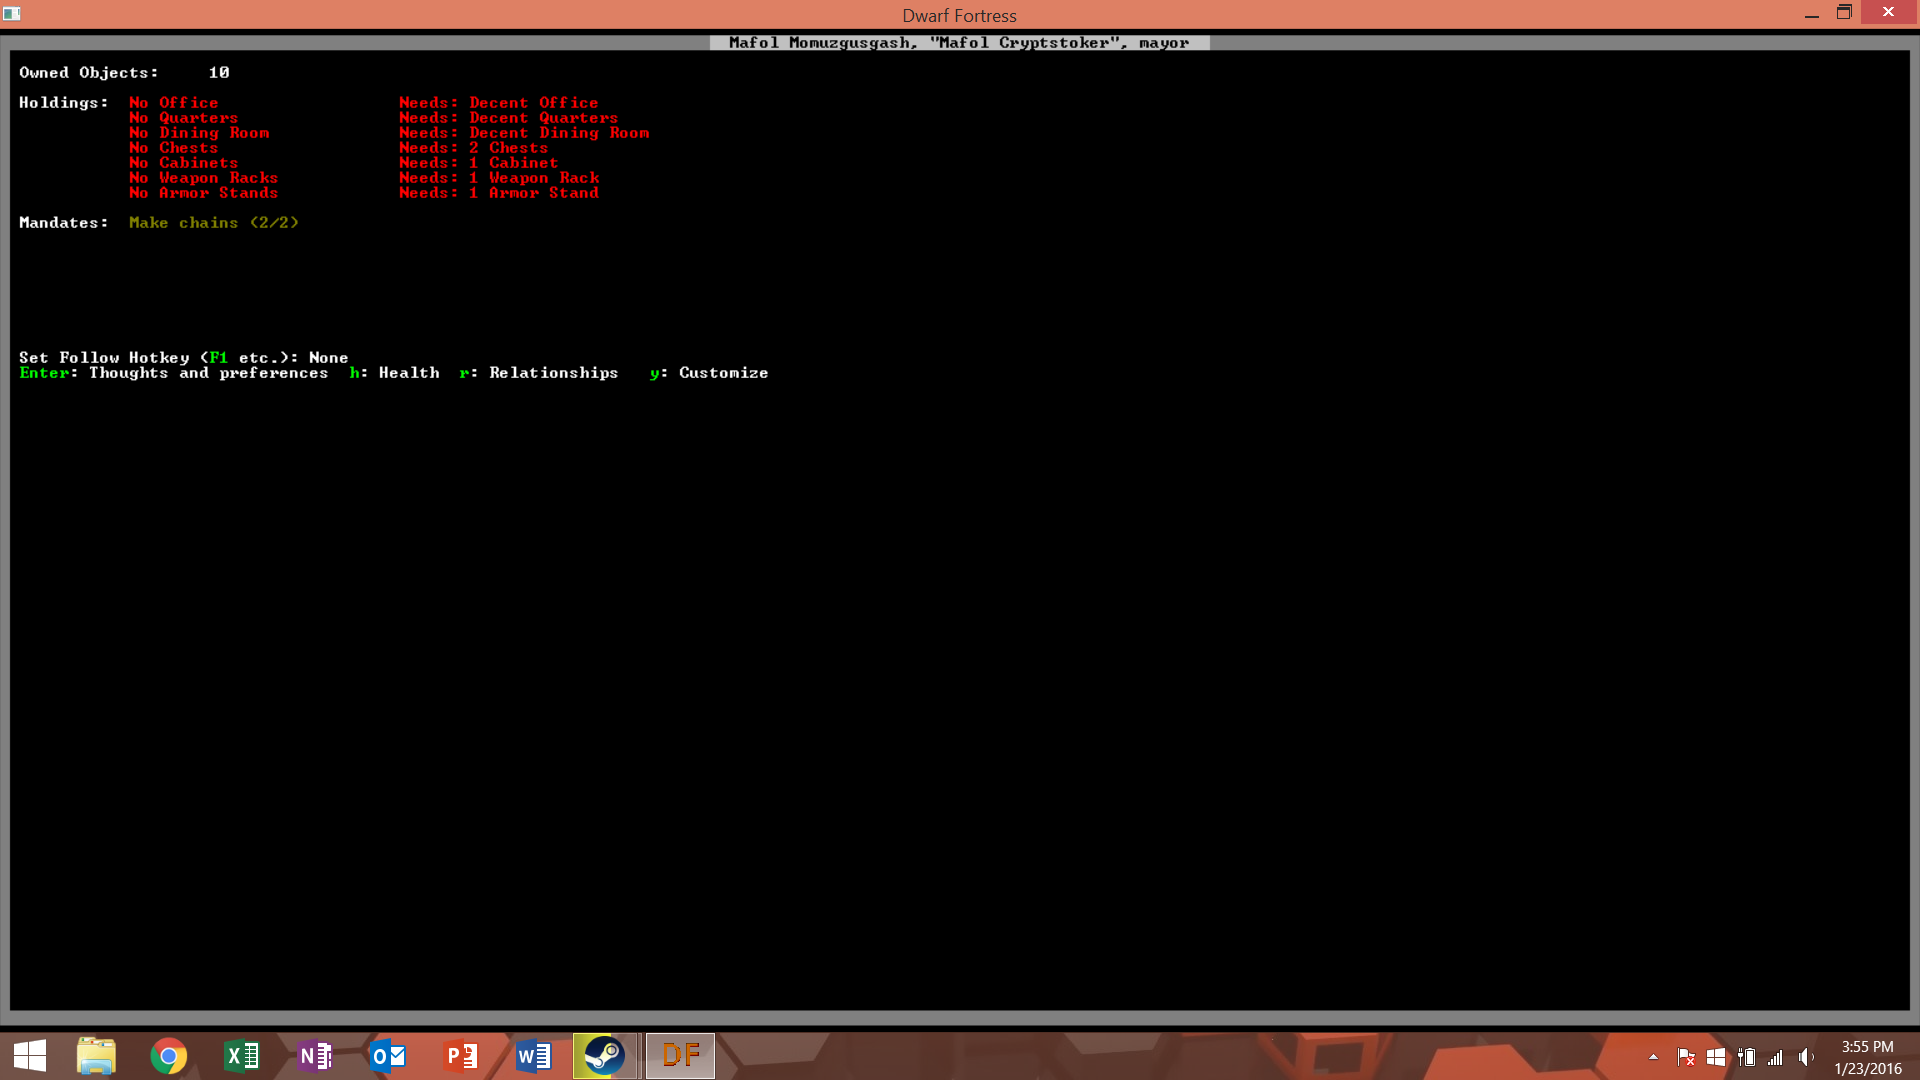 Dwarf Fortress
Mafol Momuzgusgash, "Mafol Cryptstoker", mayor
Owned Objects: 10
Holdings: No Office Needs: Decent Office
No Quarters Needs: Decent Quarters
No Dining Room Needs: Decent Dining Room
No Chests Needs: 2 Chests
No Cabinets Needs: 1 Cabinet
No Weapon Racks Needs: 1 Weapon Rack
No Armor Stands Needs: 1 Armor Stand
Mandates: Make chains (2/2)
Set Follow Hotkey (F1 etc.): None
Enter: Thoughts and preferences h: Health r: Relationships y: Customize
DF
3:55 PM
1/23/2016